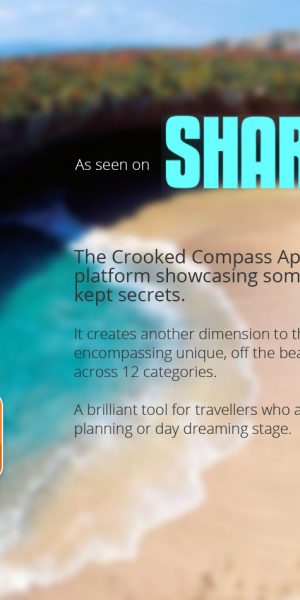 As seen on SHAR
The Crooked Compass Ap
platform showcasing som
kept secrets.
It creates another dimension to th
encompassing unique, off the bea
across 12 categories.
A brilliant tool for travellers who a
planning or day dreaming stage.